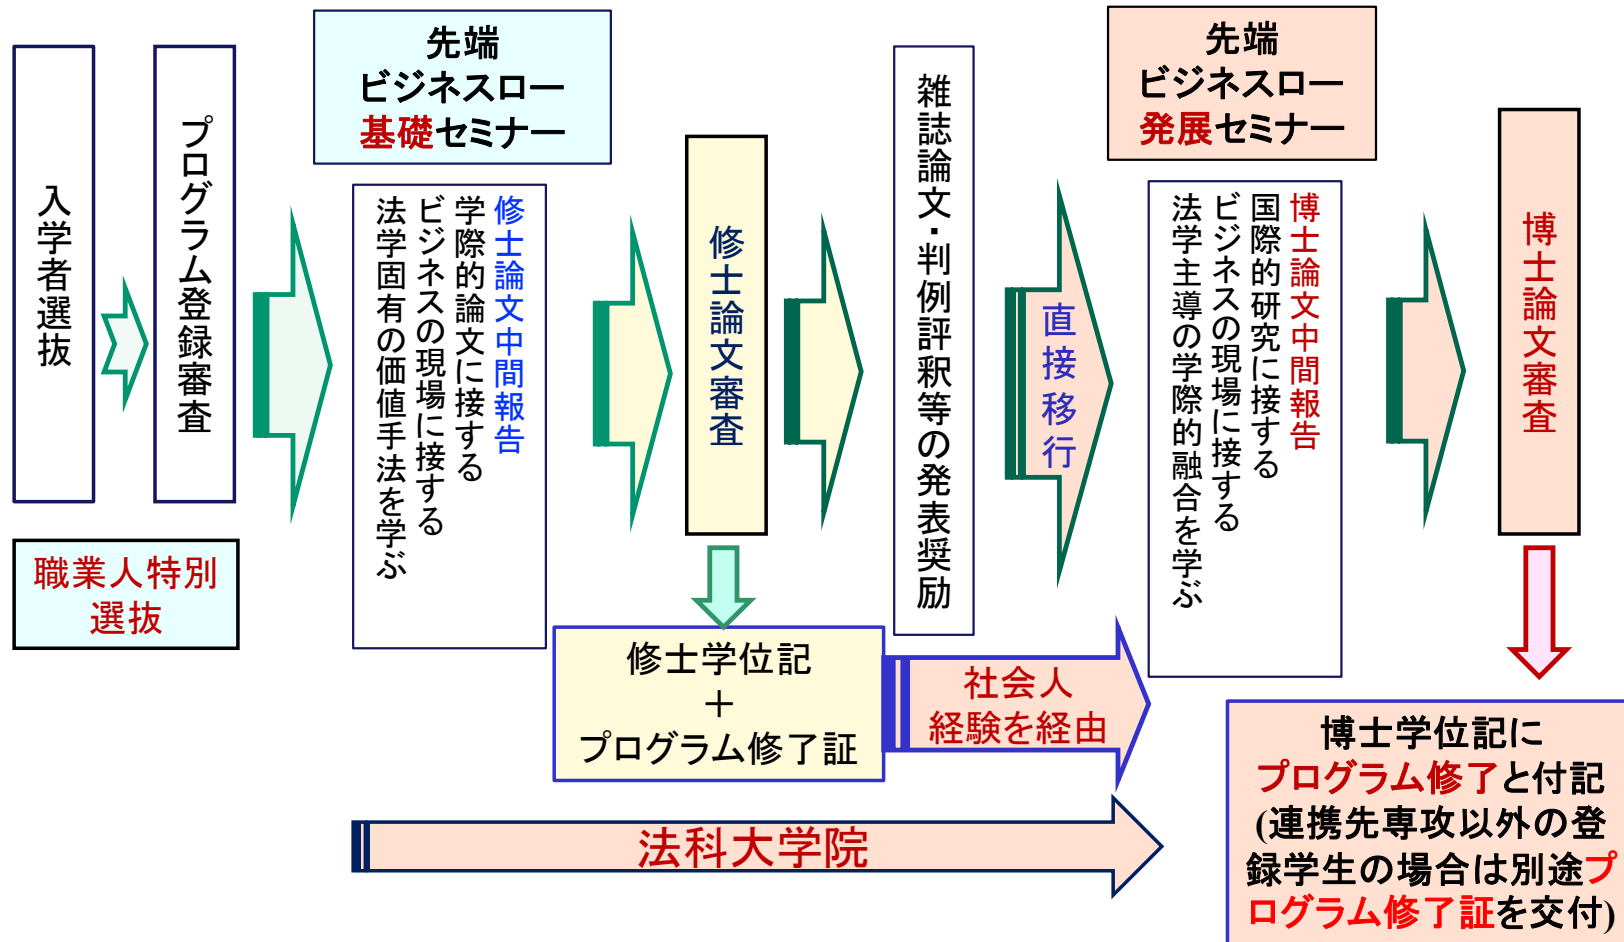 入学者選抜
プログラム登録審査
職業人特別
選抜
先端
ビジネスロー
基礎セミナー
修士論文中間報告
学際的論文に接する
ビジネスの現場に接する
法学固有の価値手法を学ぶ
修士論文審査
修士学位記
＋
プログラム修了証
雑誌論文・判例評釈等の発表奨励
直接移行
社会人
経験を経由
法科大学院
先端
ビジネスロー
発展セミナー
博士論文中間報告
国際的研究に接する
ビジネスの現場に接する
法学主導の学際的融合を学ぶ
博士論文審査
博士学位記に
プログラム修了と付記
(連携先専攻以外の登
録学生の場合は別途プ
ログラム修了証を交付)